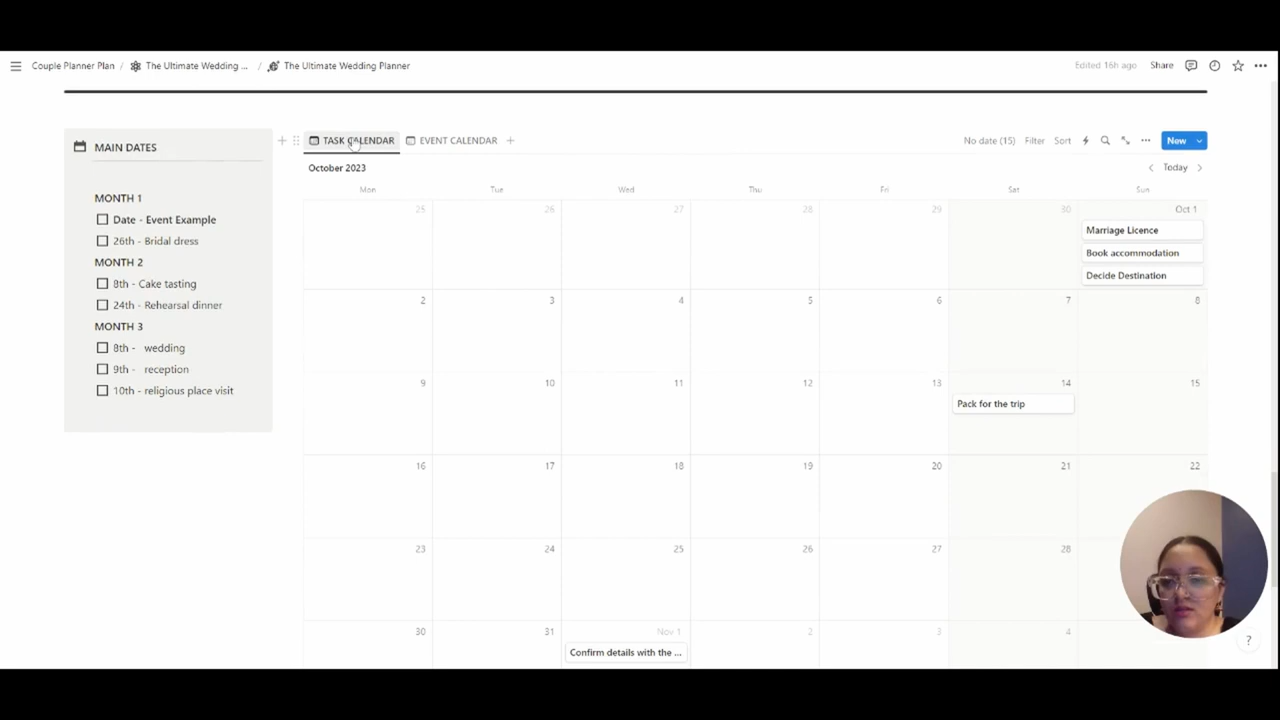 Couple Planner Plan / The Ultimate Wedding ... / The Ultimate Wedding Planner
Edited 16h ago Share
MAIN DATES
MONTH 1
Date - Event Example
26th - Bridal dress
MONTH 2
8th - Cake tasting
24th - Rehearsal dinner
MONTH 3
8th - wedding
9th - reception
10th - religious place visit
TASK CALENDAR EVENT CALENDAR
No date (15) Filter Sort New
October 2023
Today
Mon Tue Wed Thu Fri Sat Sun
25 26 27 28 29 30 Oct 1
Marriage Licence
Book accommodation
Decide Destination
2 3 4 5 6 7 8
9 10 11 12 13 14 15
Pack for the trip
16 17 18 19 20 21 22
23 24 25 26 27 28
30 31 Nov 1 2 3 4
Confirm details with the ...
?